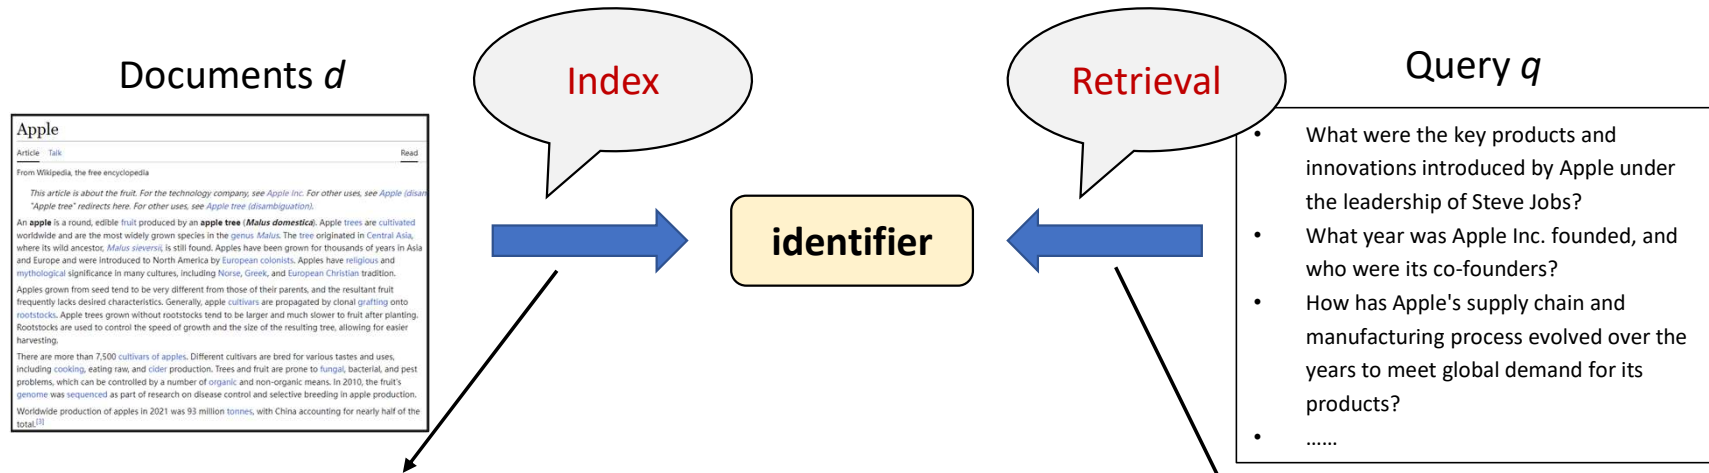 Documents d
Index
Retrieval
Query q
Apple
Article Talk Read
From Wikipedia, the free encyclopedia
This article is about the fruit. For the technology company, see Apple Inc. For other uses, see Apple (disam
"Apple tree" redirects here. For other uses, see Apple tree (disambiguation).
An apple is a round, edible fruit produced by an apple tree (Malus domestica). Apple trees are cultivated
worldwide and are the most widely grown species in the genus Malus. The tree originated in Central Asia,
where its wild ancestor, Malus sieversii, is still found. Apples have been grown for thousands of years in Asia
and Europe and were introduced to North America by European colonists. Apples have religious and
mythological significance in many cultures, including Norse, Greek, and European Christian tradition.
Apples grown from seed tend to be very different from those of their parents, and the resultant fruit
frequently lacks desired characteristics. Generally, apple cultivars are propagated by clonal grafting onto
rootstocks. Apple trees grown without rootstocks tend to be larger and much slower to fruit after planting.
Rootstocks are used to control the speed of growth and the size of the resulting tree, allowing for easier
harvesting.
There are more than 7,500 cultivars of apples. Different cultivars are bred for various tastes and uses,
including cooking, eating raw, and cider production. Trees and fruit are prone to fungal, bacterial, and pest
problems, which can be controlled by a number of organic and non-organic means. In 2010, the fruit's
genome was sequenced as part of research on disease control and selective breeding in apple production.
Worldwide production of apples in 2021 was 93 million tonnes, with China accounting for nearly half of the
total.[3]
identifier
• What were the key products and
innovations introduced by Apple under
the leadership of Steve Jobs?
• What year was Apple Inc. founded, and
who were its co-founders?
• How has Apple's supply chain and
manufacturing process evolved over the
years to meet global demand for its
products?
• ......